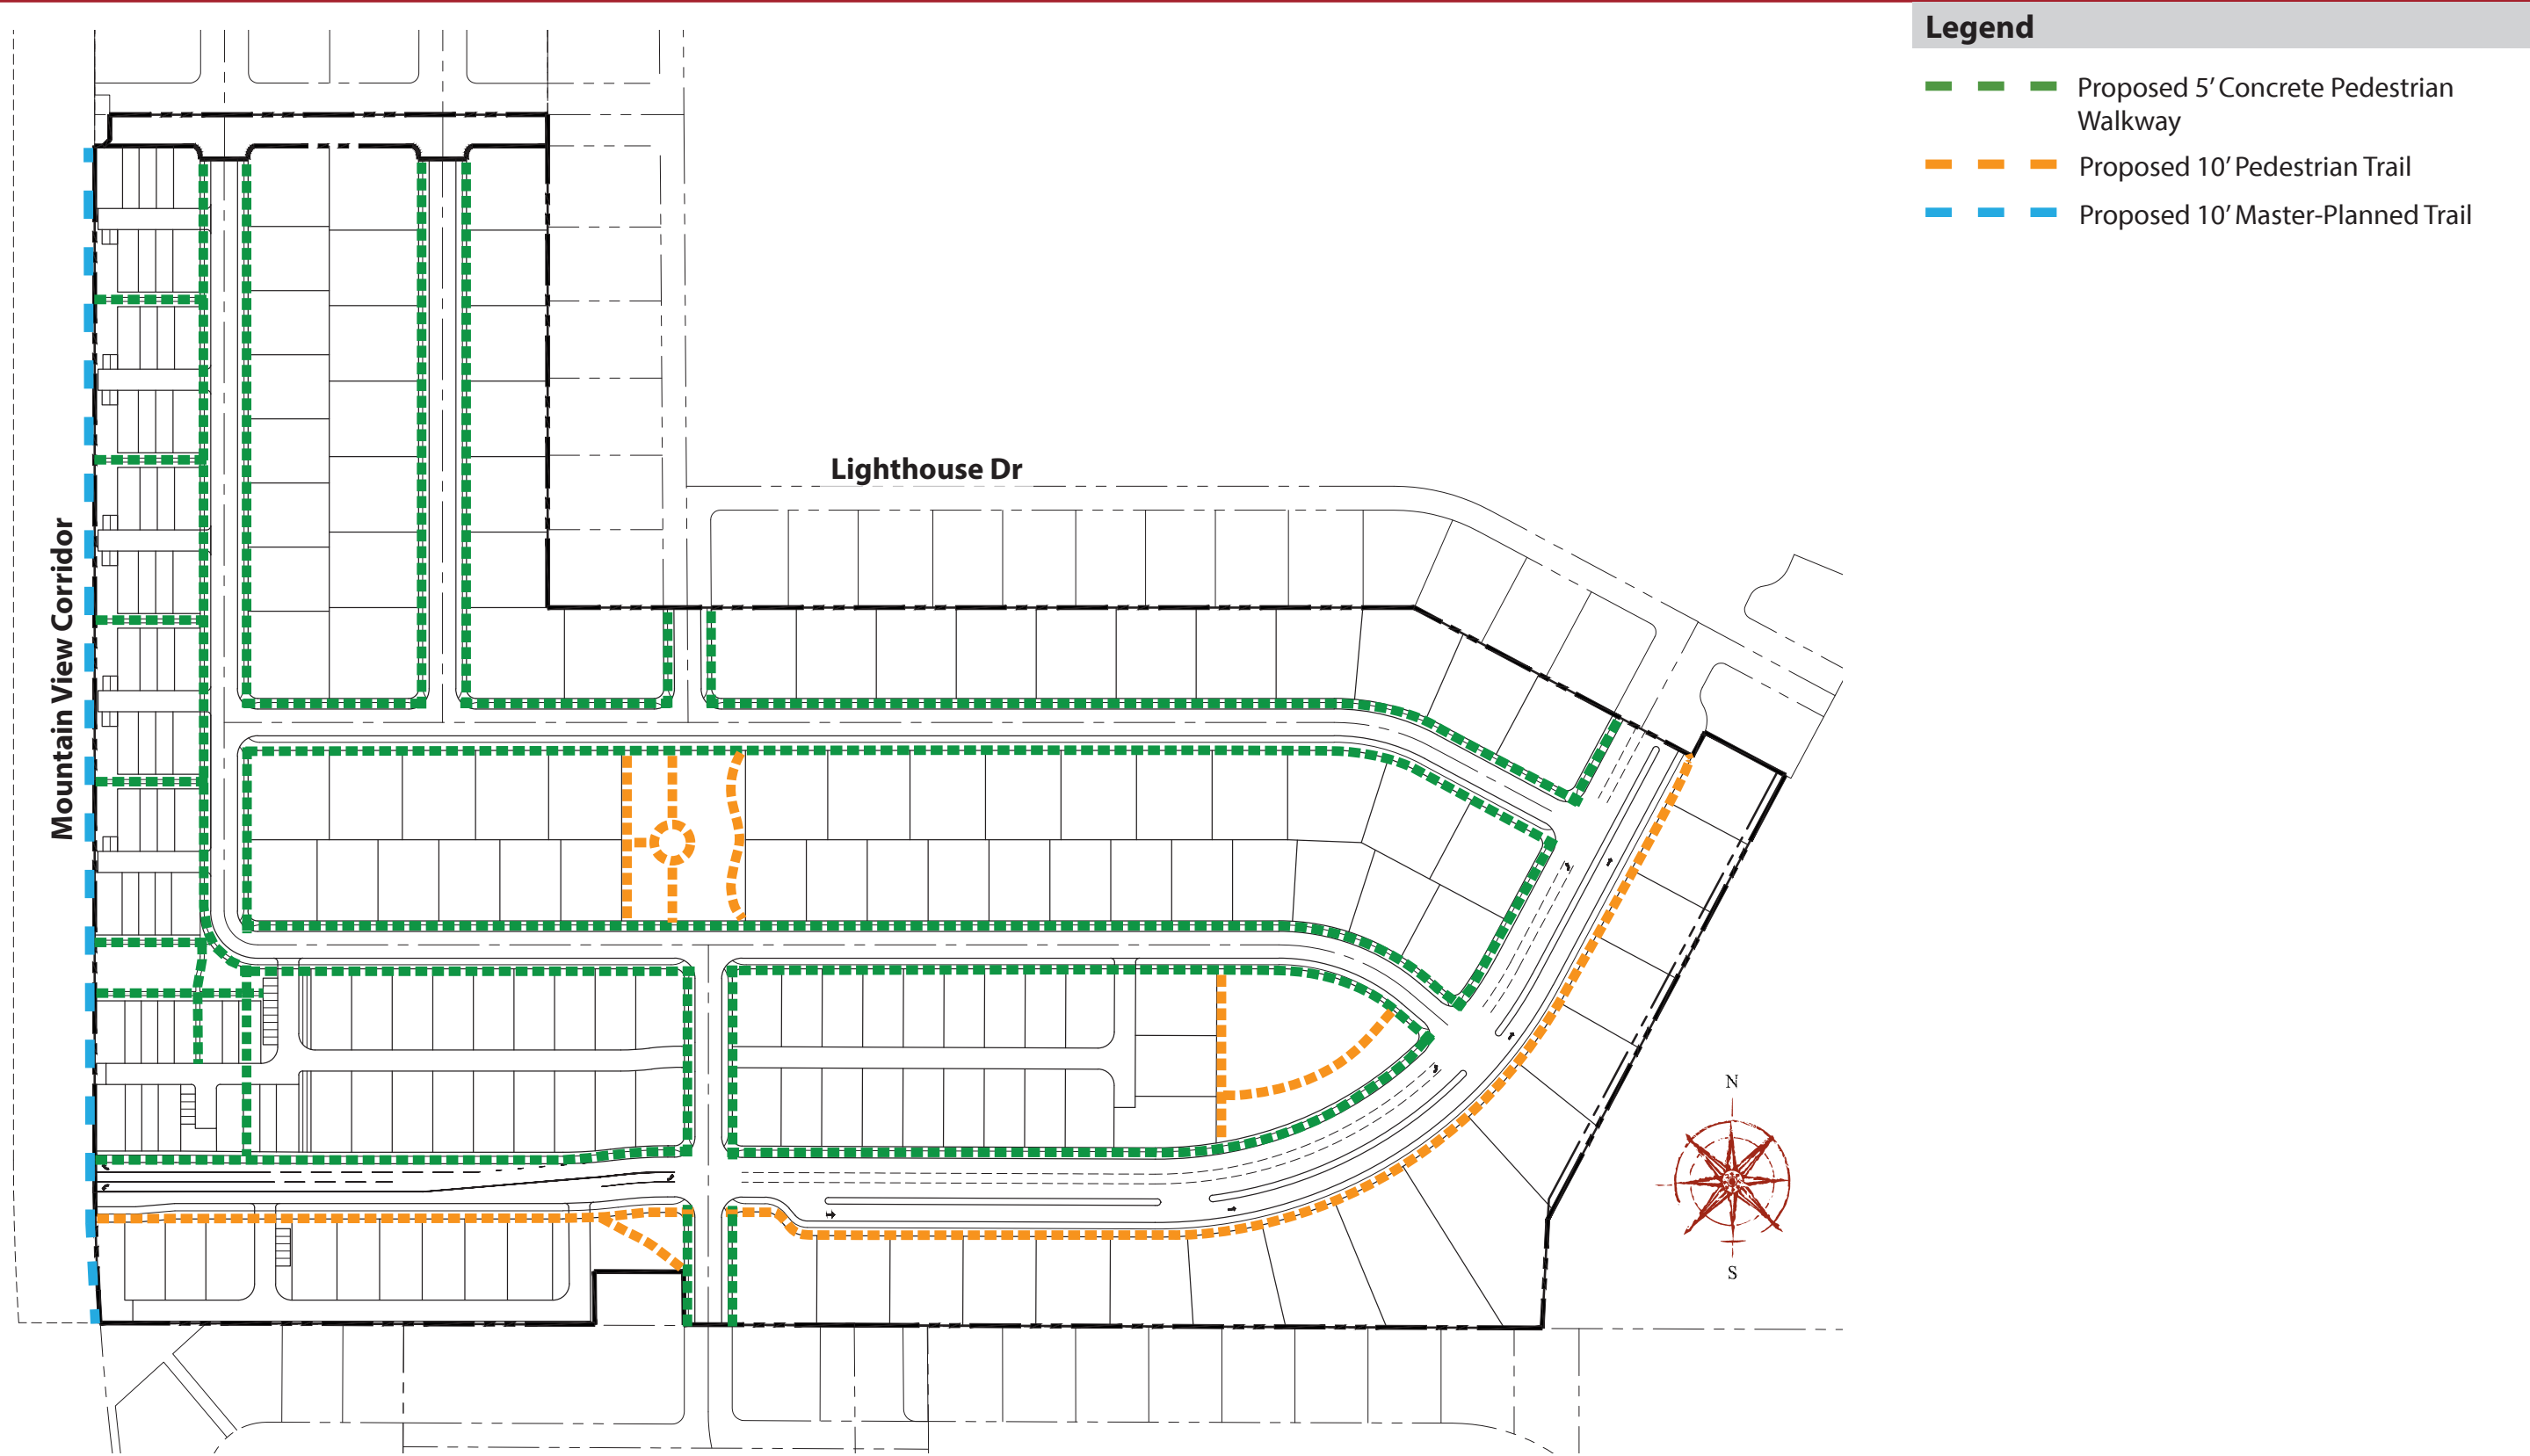 Legend
Proposed 5’ Concrete Pedestrian
Walkway
Proposed 10’ Pedestrian Trail
Proposed 10’ Master-Planned Trail
Lighthouse Dr
Mountain View Corridor
N
S